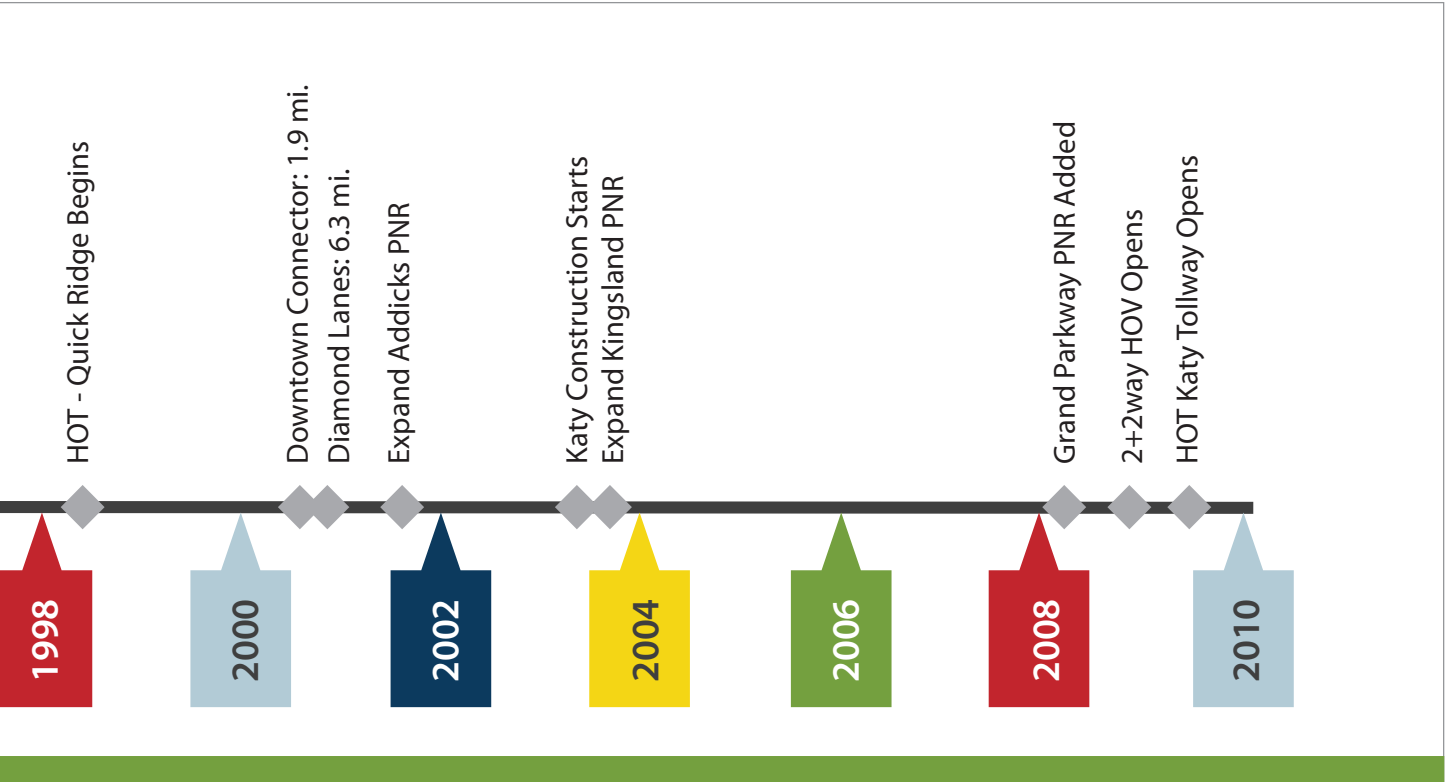 HOT - Quick Ridge Begins
Downtown Connector: 1.9 mi.
Diamond Lanes: 6.3 mi.
Expand Addicks PNR
Katy Construction Starts
Expand Kingsland PNR
Grand Parkway PNR Added
2+2way HOV Opens
HOT Katy Tollway Opens
1998
2000
2002
2004
2006
2008
2010